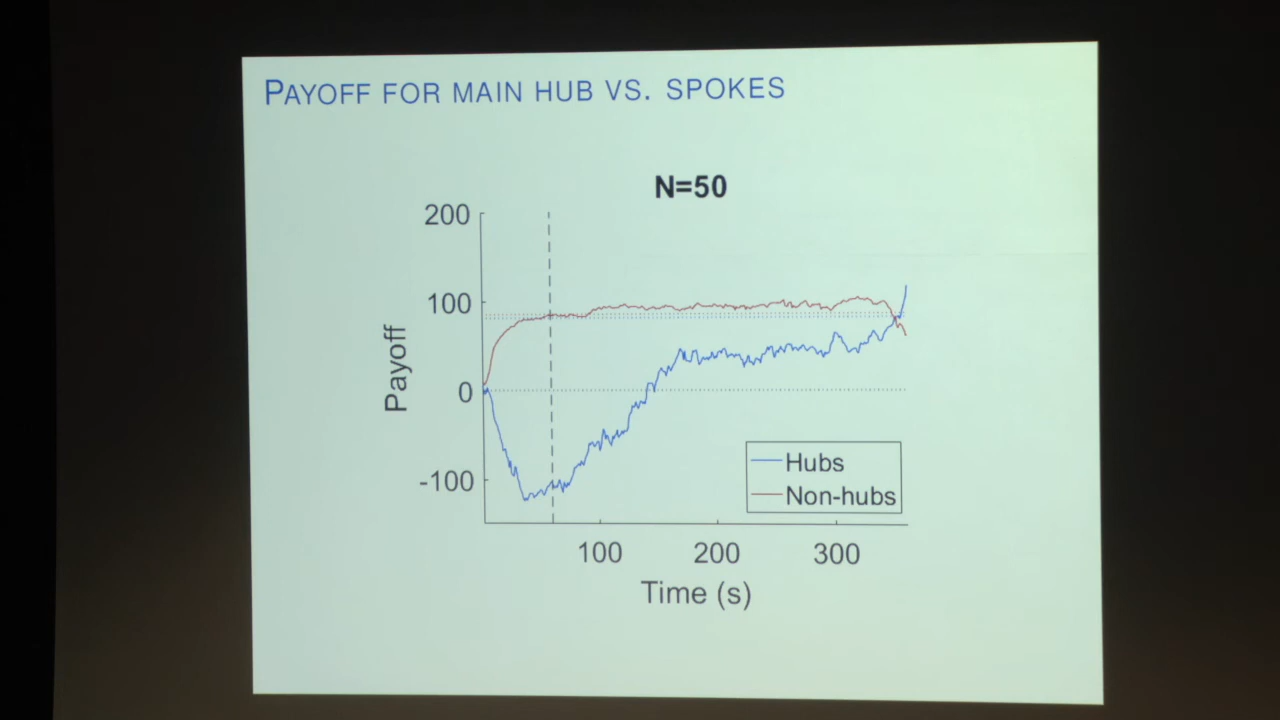 PAYOFF FOR MAIN HUB VS. SPOKES
N=50
200
100
0
-100
Payoff
Hubs
Non-hubs
100 200 300
Time (s)